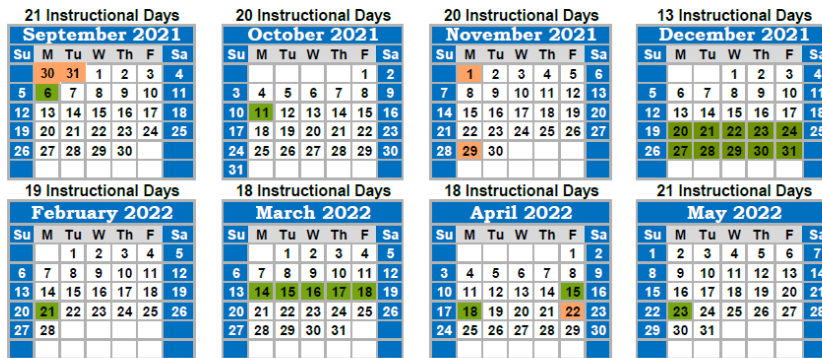 21 Instructional Days
September 2021
Su M Tu W Th F Sa
30 31 1 2 3 4
5 6 7 8 9 10 11
12 13 14 15 16 17 18
19 20 21 22 23 24 25
26 27 28 29 30
20 Instructional Days
October 2021
Su M Tu W Th F Sa
1 2
3 4 5 6 7 8 9
10 11 12 13 14 15 16
17 18 19 20 21 22 23
24 25 26 27 28 29 30
31
20 Instructional Days
November 2021
Su M Tu W Th F Sa
1 2 3 4 5 6
7 8 9 10 11 12 13
14 15 16 17 18 19 20
21 22 23 24 25 26 27
28 29 30
13 Instructional Days
December 2021
Su M Tu W Th F Sa
1 2 3 4
5 6 7 8 9 10 11
12 13 14 15 16 17 18
19 20 21 22 23 24 25
26 27 28 29 30 31
19 Instructional Days
February 2022
Su M Tu W Th F Sa
1 2 3 4 5
6 7 8 9 10 11 12
13 14 15 16 17 18 19
20 21 22 23 24 25 26
27 28
18 Instructional Days
March 2022
Su M Tu W Th F Sa
1 2 3 4 5
6 7 8 9 10 11 12
13 14 15 16 17 18 19
20 21 22 23 24 25 26
27 28 29 30 31
18 Instructional Days
April 2022
Su M Tu W Th F Sa
1 2
3 4 5 6 7 8 9
10 11 12 13 14 15 16
17 18 19 20 21 22 23
24 25 26 27 28 29 30
21 Instructional Days
May 2022
Su M Tu W Th F Sa
1 2 3 4 5 6 7
8 9 10 11 12 13 14
15 16 17 18 19 20 21
22 23 24 25 26 27 28
29 30 31